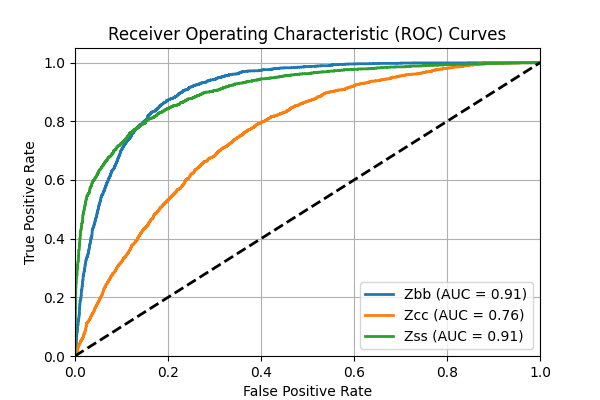 Receiver Operating Characteristic (ROC) Curves
True Positive Rate
1.0
0.8
0.6
0.4
0.2
0.0
Zbb (AUC = 0.91)
Zcc (AUC = 0.76)
Zss (AUC = 0.91)
0.0 0.2 0.4 0.6 0.8 1.0
False Positive Rate